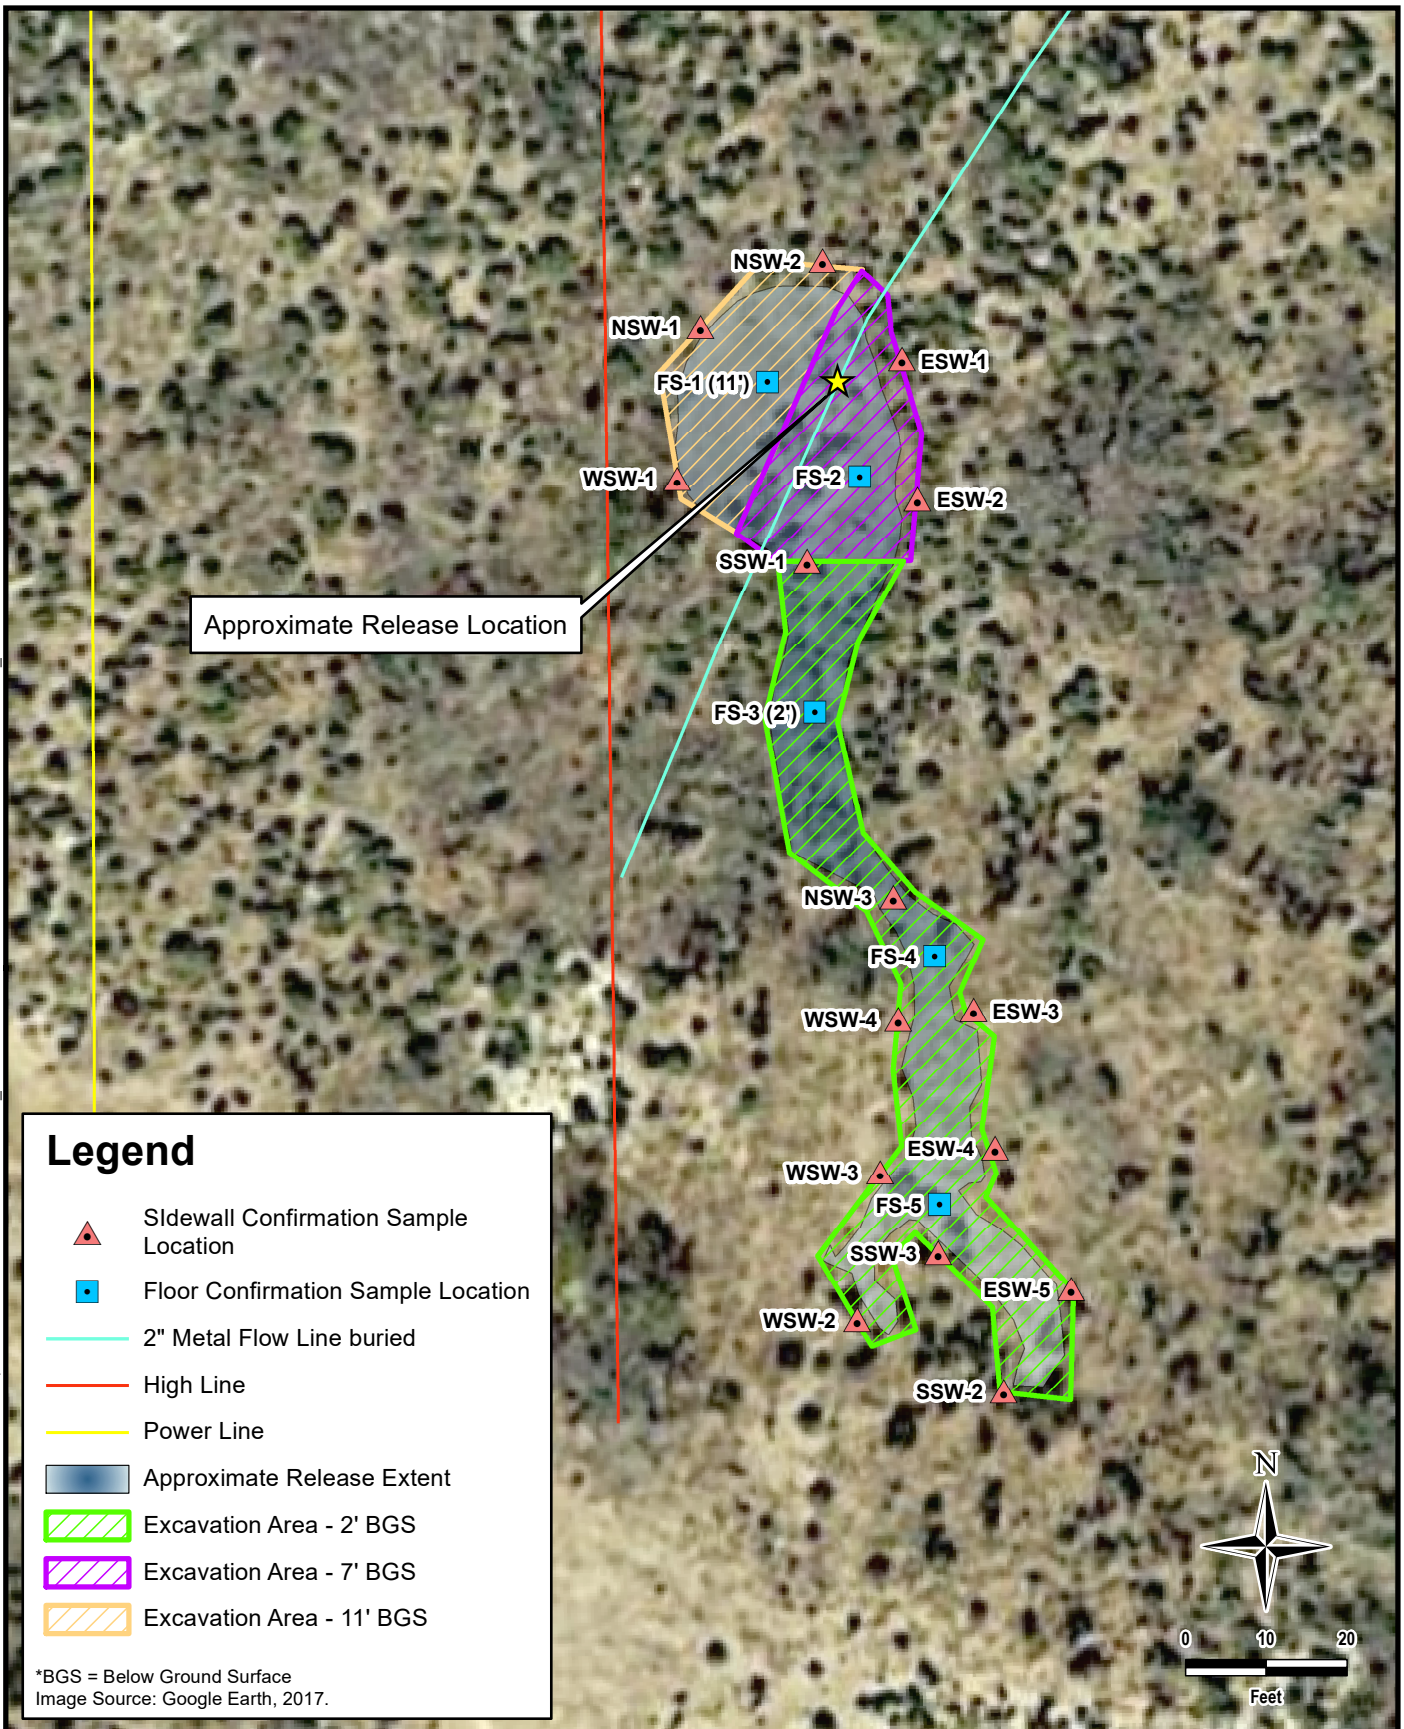 NSW-2
NSW-1
ESW-1
FS-1 (11')
WSW-1
FS-2
ESW-2
SSW-1
Approximate Release Location
FS-3 (2')
NSW-3
FS-4
WSW-4
ESW-3
ESW-4
WSW-3
FS-5
SSW-3
ESW-5
WSW-2
SSW-2
Legend
SIdewall Confirmation Sample
Location
Floor Confirmation Sample Location
2" Metal Flow Line buried
High Line
Power Line
Approximate Release Extent
Excavation Area - 2' BGS
Excavation Area - 7' BGS
Excavation Area - 11' BGS
*BGS = Below Ground Surface
Image Source: Google Earth, 2017.
N
0 10 20
Feet